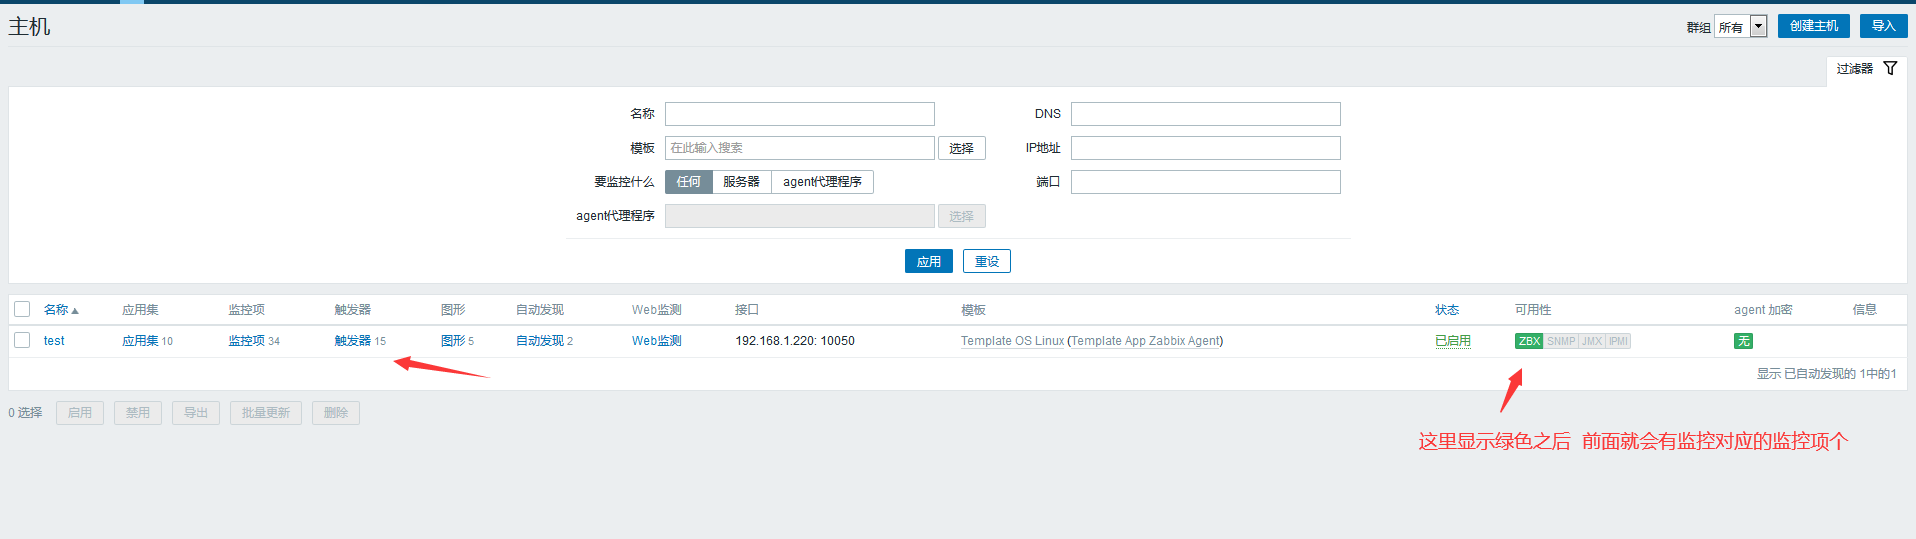 主机
群组 所有 创建主机 导入
过滤器
名称 DNS
模板 在此输入搜索 选择 IP地址
要监控什么 任何 服务器 agent代理程序 端口
agent代理程序 选择
应用 重设
名称 应用集 监控项 触发器 图形 自动发现 Web监测 接口 模板 状态 可用性 agent 加密 信息
test 应用集 10 监控项 34 触发器 15 图形 5 自动发现 2 Web监测 192.168.1.220: 10050 Template OS Linux (Template App Zabbix Agent) 已启用 ZBX SNMP JMX IPMI 无
显示 已自动发现的 1中的1
0 选择 启用 禁用 导出 批量更新 删除
这里显示绿色之后 前面就会有监控对应的监控项个